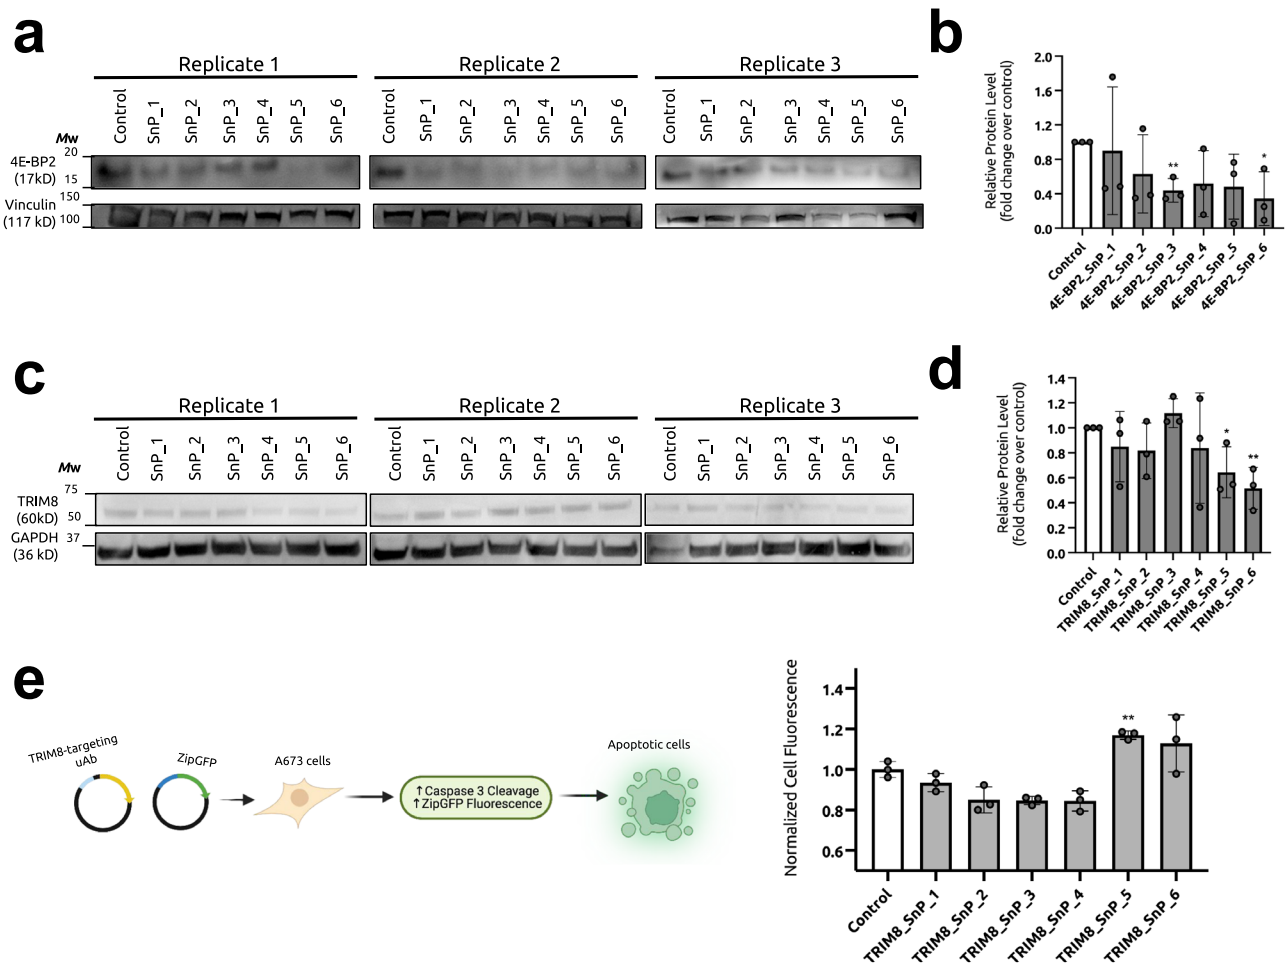 a
Replicate 1
Replicate 2
Replicate 3
Control SnP_1 SnP_2 SnP_3 SnP_4 SnP_5 SnP_6
Control SnP_1 SnP_2 SnP_3 SnP_4 SnP_5 SnP_6
Control SnP_1 SnP_2 SnP_3 SnP_4 SnP_5 SnP_6
Mw
4E-BP2
(17kD)
20
15
Vinculin
(117 kD)
150
100
b
Relative Protein Level
(fold change over control)
2.0
1.6
1.2
0.8
0.4
0.0
**
*
Control
4E-BP2_SnP_1
4E-BP2_SnP_2
4E-BP2_SnP_3
4E-BP2_SnP_4
4E-BP2_SnP_5
4E-BP2_SnP_6
c
Replicate 1
Replicate 2
Replicate 3
Control SnP_1 SnP_2 SnP_3 SnP_4 SnP_5 SnP_6
Control SnP_1 SnP_2 SnP_3 SnP_4 SnP_5 SnP_6
Control SnP_1 SnP_2 SnP_3 SnP_4 SnP_5 SnP_6
Mw
TRIM8
(60kD)
75
50
GAPDH
(36 kD)
37
d
Relative Protein Level
(fold change over control)
1.4
1.2
1.0
0.8
0.6
0.4
0.2
0.0
*
**
Control
TRIM8_SnP_1
TRIM8_SnP_2
TRIM8_SnP_3
TRIM8_SnP_4
TRIM8_SnP_5
TRIM8_SnP_6
e
TRIM8-targeting
uAb
ZipGFP
A673 cells
↑Caspase 3 Cleavage
↑ZipGFP Fluorescence
Apoptotic cells
Normalized Cell Fluorescence
1.4
1.2
1.0
0.8
0.6
**
Control
TRIM8_SnP_1
TRIM8_SnP_2
TRIM8_SnP_3
TRIM8_SnP_4
TRIM8_SnP_5
TRIM8_SnP_6